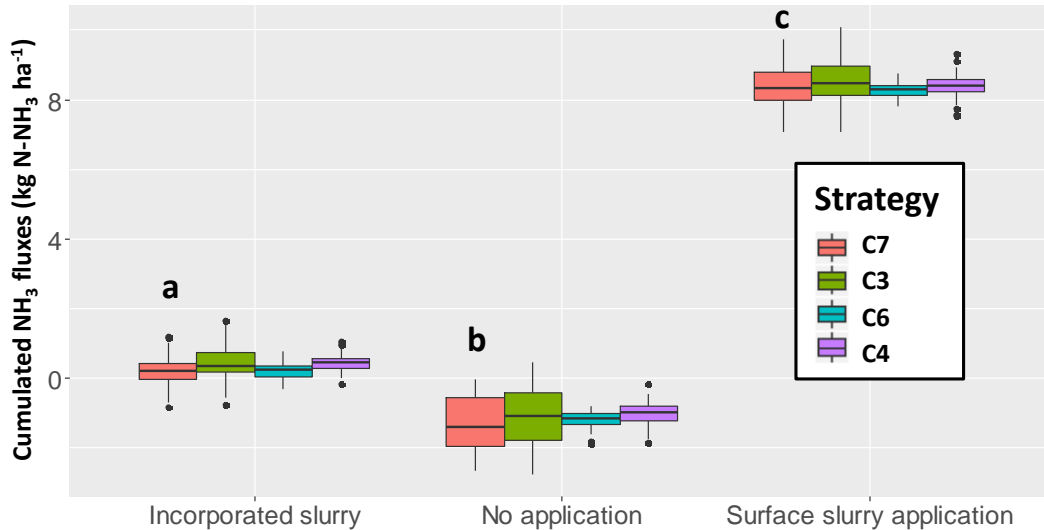 Cumulated NH₃ fluxes (kg N-NH₃ ha⁻¹)
8
4
0
a
b
c
Strategy
C7
C3
C6
C4
Incorporated slurry
No application
Surface slurry application